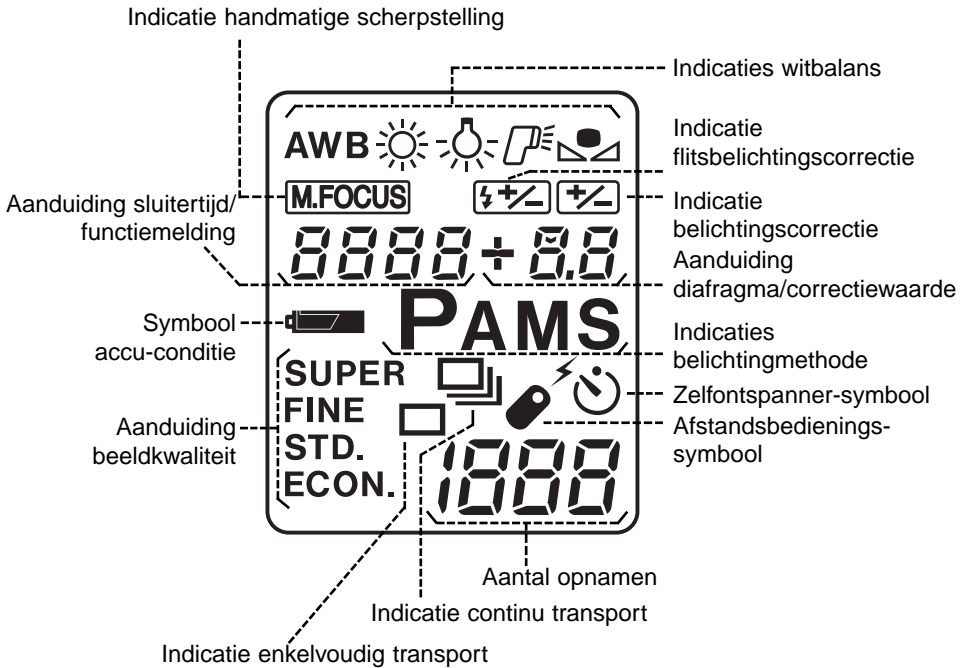 Indicatie handmatige scherpstelling
Indicaties witbalans
AWB
Indicatie
flitsbelichtingscorrectie
M.FOCUS
+/–
+/–
Aanduiding sluitertijd/
functiemelding
Indicatie
belichtingscorrectie
8888+8.8
Aanduiding
diafragma/correctiewaarde
PAMS
Symbool
accu-conditie
Indicaties
belichtingmethode
SUPER
FINE
STD.
ECON.
Zelfontspanner-symbool
Afstandsbedienings-
symbool
Aanduiding
beeldkwaliteit
1888
Aantal opnamen
Indicatie continu transport
Indicatie enkelvoudig transport